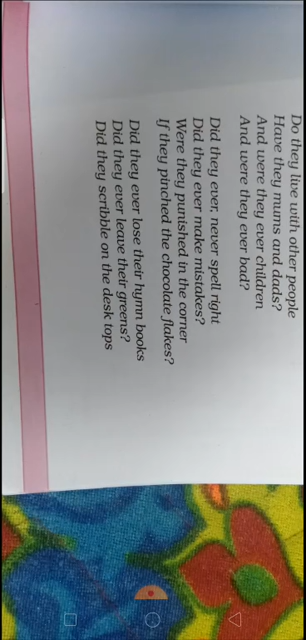 Do they live with other people
Have they mums and dads?
And were they ever children
And were they ever bad?
Did they ever, never spell right
Did they ever make mistakes?
Were they punished in the corner
If they pinched the chocolate flakes?
Did they ever lose their hymn books
Did they ever leave their greens?
Did they scribble on the desk tops